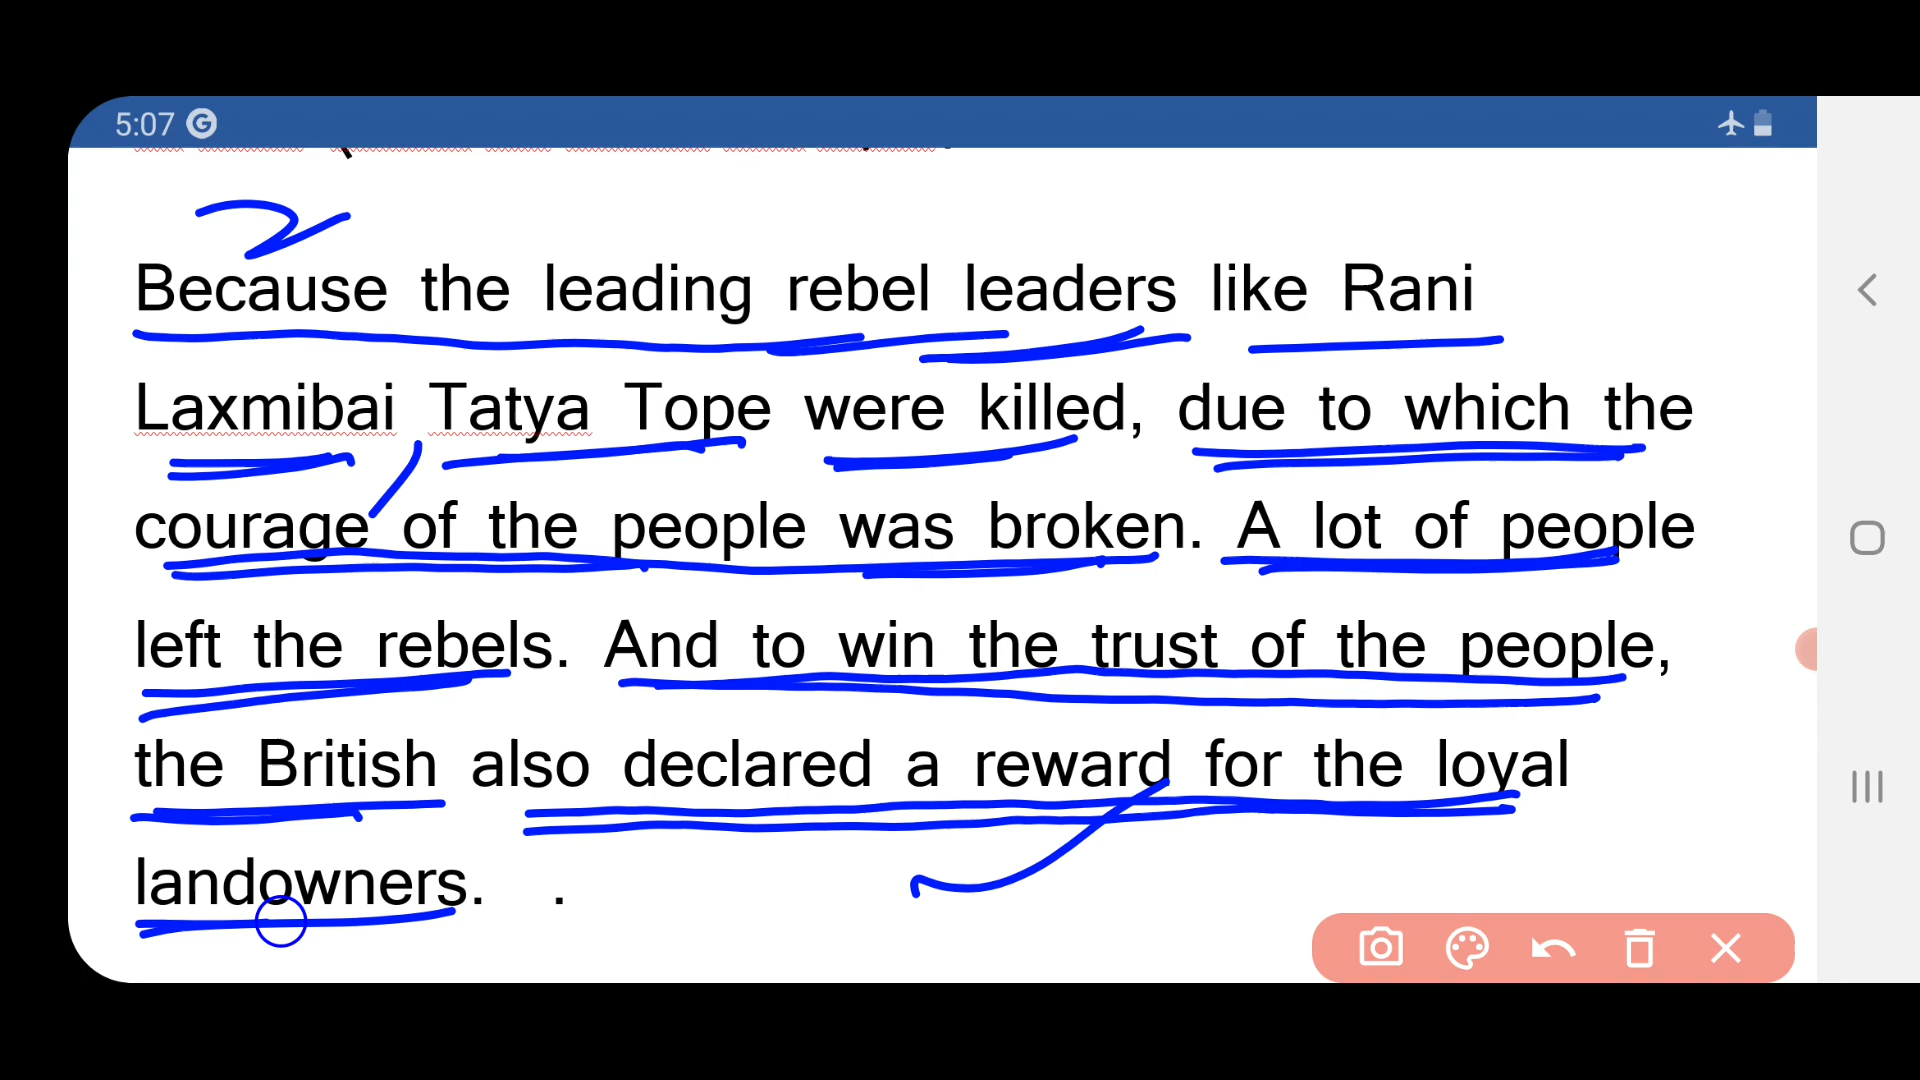 5:07 G
2
Because the leading rebel leaders like Rani
Laxmibai Tatya Tope were killed, due to which the
courage of the people was broken. A lot of people
left the rebels. And to win the trust of the people,
the British also declared a reward for the loyal
landowners. .